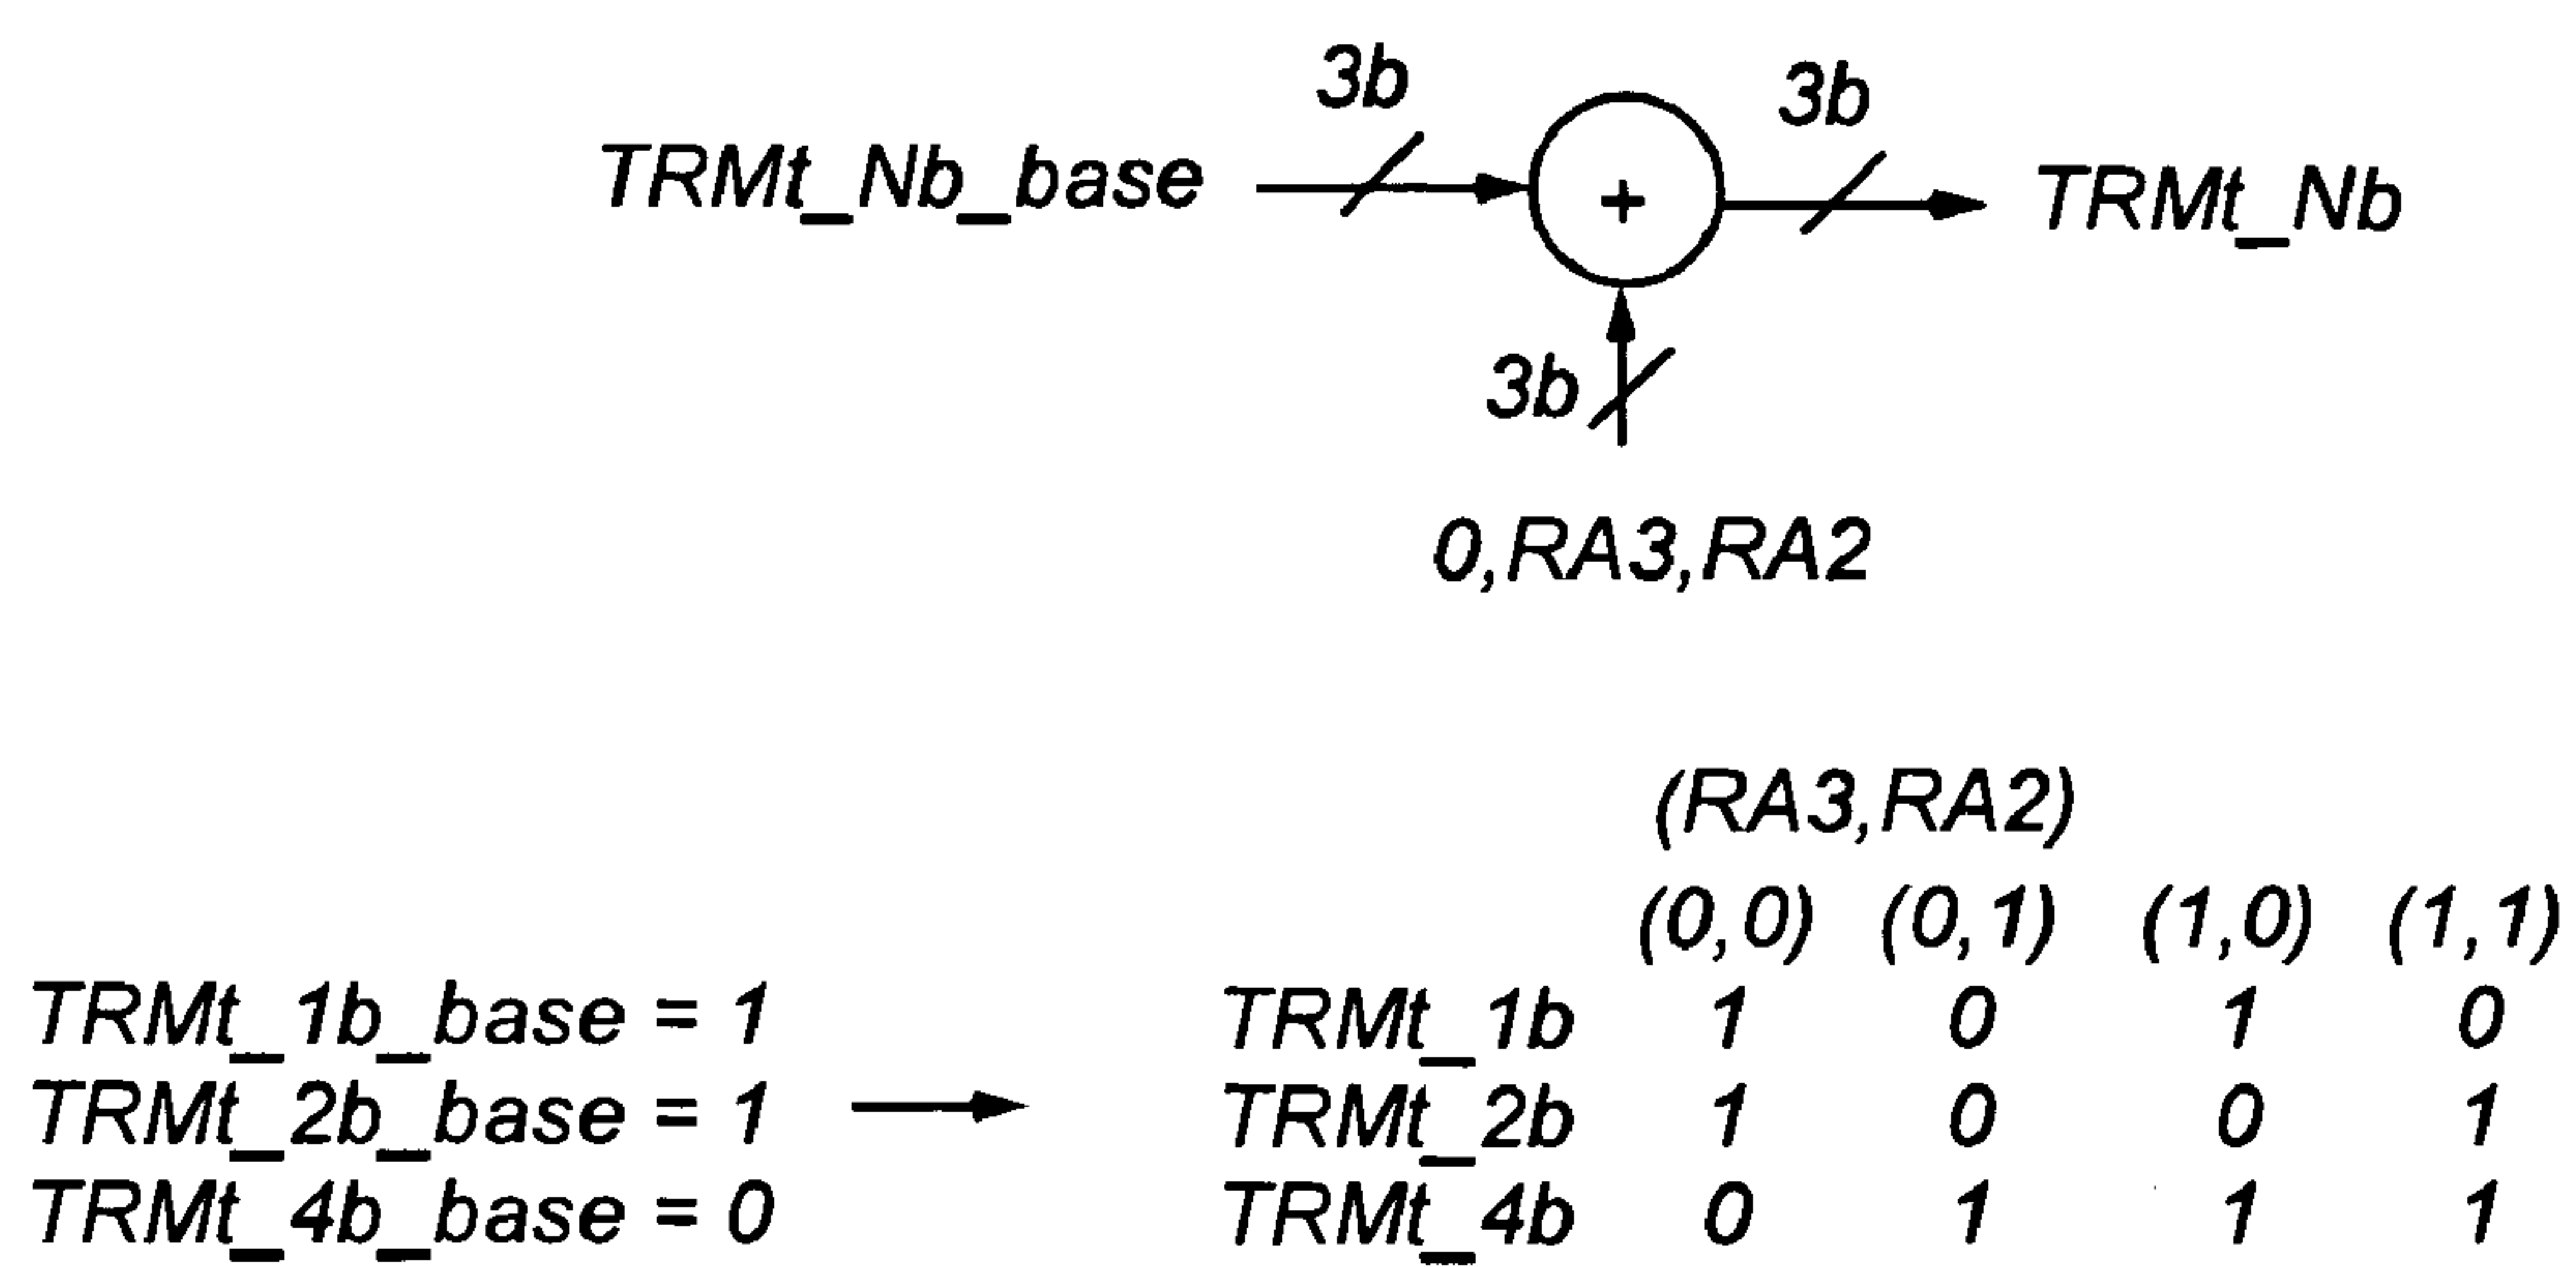 3b 3b
TRMt_Nb_base + TRMt_Nb
3b
0,RA3,RA2
(RA3,RA2)
(0,0) (0,1) (1,0) (1,1)
TRMt_1b_base = 1 TRMt_1b 1 0 1 0
TRMt_2b_base = 1 TRMt_2b 1 0 0 1
TRMt_4b_base = 0 TRMt_4b 0 1 1 1